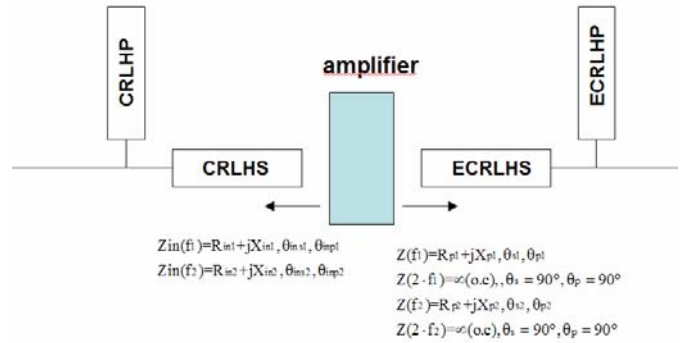 CRLHP
ECRLHP
amplifier
CRLHS
ECRLHS
Zin(f1)=Rin1+jXin1,θins1,θinp1
Zin(f2)=Rin2+jXin2,θins2,θinp2
Z(f1)=Rp1+jXp1,θs1,θp1
Z(2·f1)=∞(o.c),,θs = 90°,θp = 90°
Z(f2)=Rp2+jXp2,θs2,θp2
Z(2·f2)=∞(o.c),θs = 90°,θp = 90°